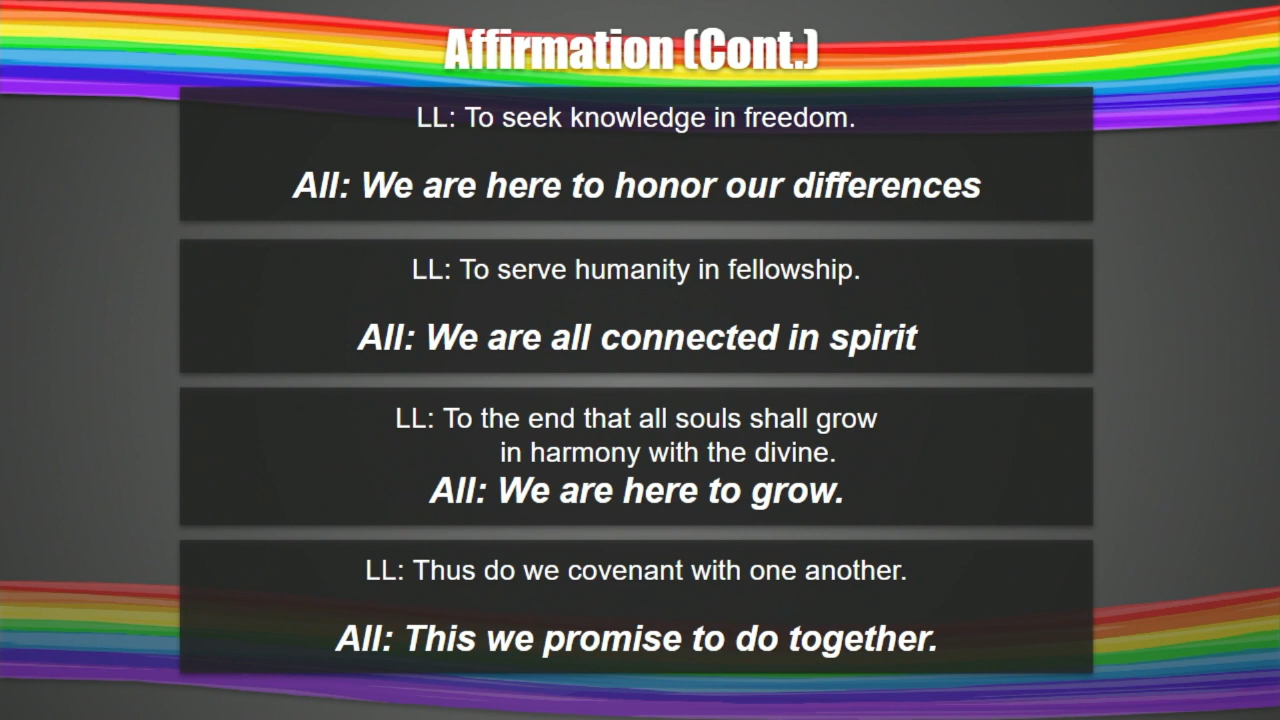 Affirmation (Cont.)
LL: To seek knowledge in freedom.
All: We are here to honor our differences
LL: To serve humanity in fellowship.
All: We are all connected in spirit
LL: To the end that all souls shall grow
in harmony with the divine.
All: We are here to grow.
LL: Thus do we covenant with one another.
All: This we promise to do together.